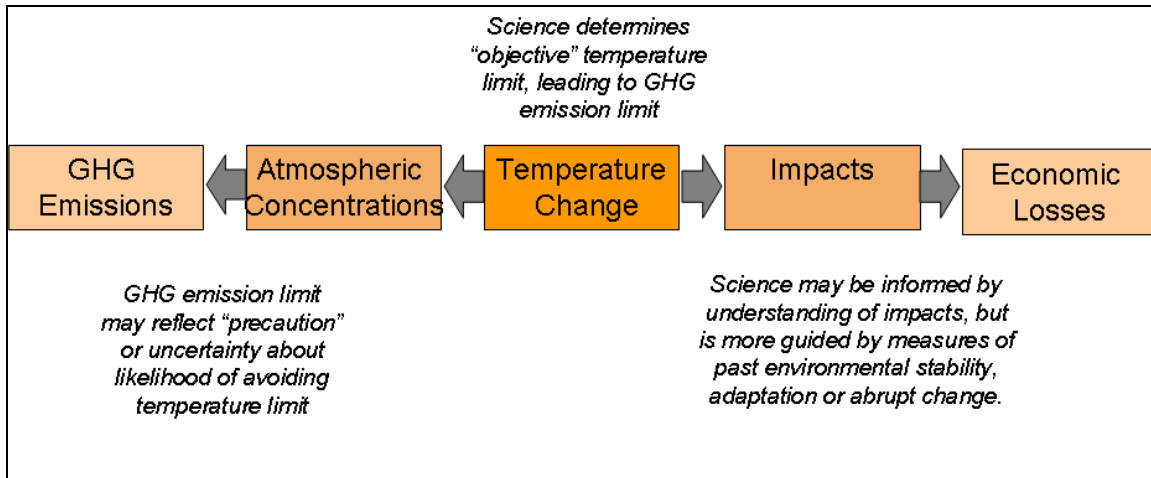 Science determines
“objective” temperature
limit, leading to GHG
emission limit
GHG
Emissions
Atmospheric
Concentrations
Temperature
Change
Impacts
Economic
Losses
GHG emission limit
may reflect “precaution”
or uncertainty about
likelihood of avoiding
temperature limit
Science may be informed by
understanding of impacts, but
is more guided by measures of
past environmental stability,
adaptation or abrupt change.